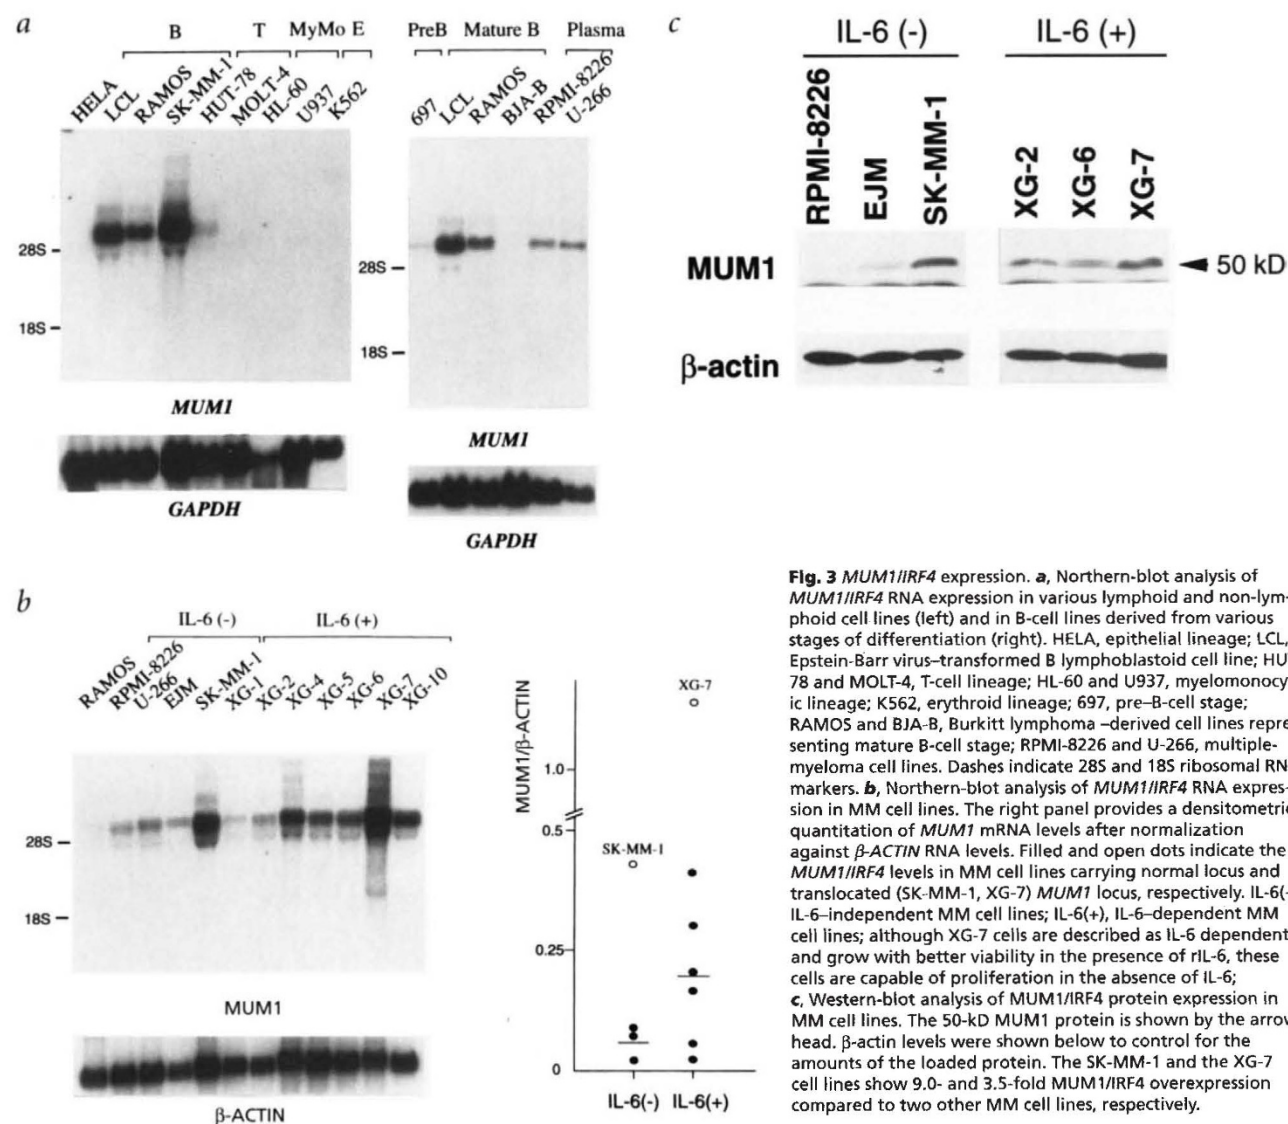 a
B T MyMo E
HELA LCL RAMOS SK-MM-1 HUT-78 MOLT-4 HL-60 U937 K562
28S
18S
MUM1
GAPDH
PreB Mature B Plasma
697 LCL RAMOS BJA-B RPMI-8226 U-266
28S
18S
MUM1
GAPDH
c
IL-6 (-) IL-6 (+)
RPMI-8226 EJM SK-MM-1 XG-2 XG-6 XG-7
MUM1 50 kD
β-actin
b
IL-6 (-) IL-6 (+)
RAMOS RPMI-8226 U-266 EJM SK-MM-1 XG-1 XG-2 XG-4 XG-5 XG-6 XG-7 XG-10
28S
18S
MUM1
β-ACTIN
MUM1/β-ACTIN
XG-7
1.0
0.5
SK-MM-1
0.25
0
IL-6(-) IL-6(+)
Fig. 3 MUM1/IRF4 expression. a, Northern-blot analysis of
MUM1/IRF4 RNA expression in various lymphoid and non-lym-
phoid cell lines (left) and in B-cell lines derived from various
stages of differentiation (right). HELA, epithelial lineage; LCL,
Epstein-Barr virus–transformed B lymphoblastoid cell line; HU
78 and MOLT-4, T-cell lineage; HL-60 and U937, myelomonocy
ic lineage; K562, erythroid lineage; 697, pre–B-cell stage;
RAMOS and BJA-B, Burkitt lymphoma –derived cell lines repre
senting mature B-cell stage; RPMI-8226 and U-266, multiple-
myeloma cell lines. Dashes indicate 28S and 18S ribosomal RN
markers. b, Northern-blot analysis of MUM1/IRF4 RNA expres-
sion in MM cell lines. The right panel provides a densitometric
quantitation of MUM1 mRNA levels after normalization
against β-ACTIN RNA levels. Filled and open dots indicate the
MUM1/IRF4 levels in MM cell lines carrying normal locus and
translocated (SK-MM-1, XG-7) MUM1 locus, respectively. IL-6(-
IL-6–independent MM cell lines; IL-6(+), IL-6–dependent MM
cell lines; although XG-7 cells are described as IL-6 dependent
and grow with better viability in the presence of rIL-6, these
cells are capable of proliferation in the absence of IL-6;
c, Western-blot analysis of MUM1/IRF4 protein expression in
MM cell lines. The 50-kD MUM1 protein is shown by the arrow
head. β-actin levels were shown below to control for the
amounts of the loaded protein. The SK-MM-1 and the XG-7
cell lines show 9.0- and 3.5-fold MUM1/IRF4 overexpression
compared to two other MM cell lines, respectively.